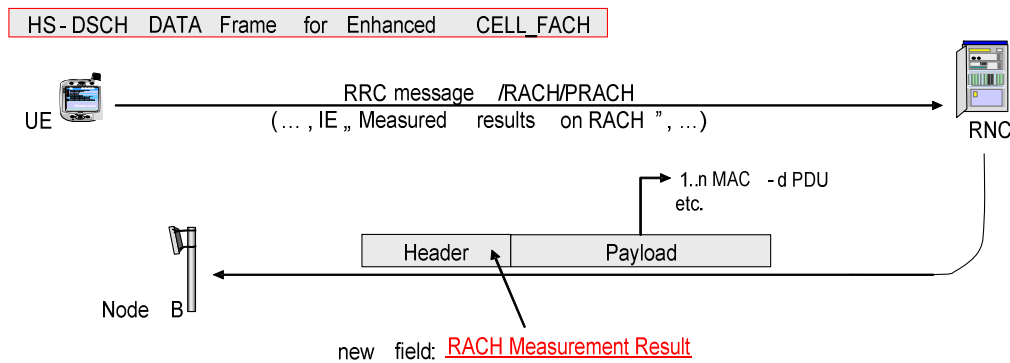 HS-DSCH DATA Frame for Enhanced CELL_FACH
RRC message /RACH/PRACH
UE
(... , IE „ Measured results on RACH ”, ...)
RNC
1..n MAC -d PDU
etc.
Header
Payload
Node B
new field: RACH Measurement Result